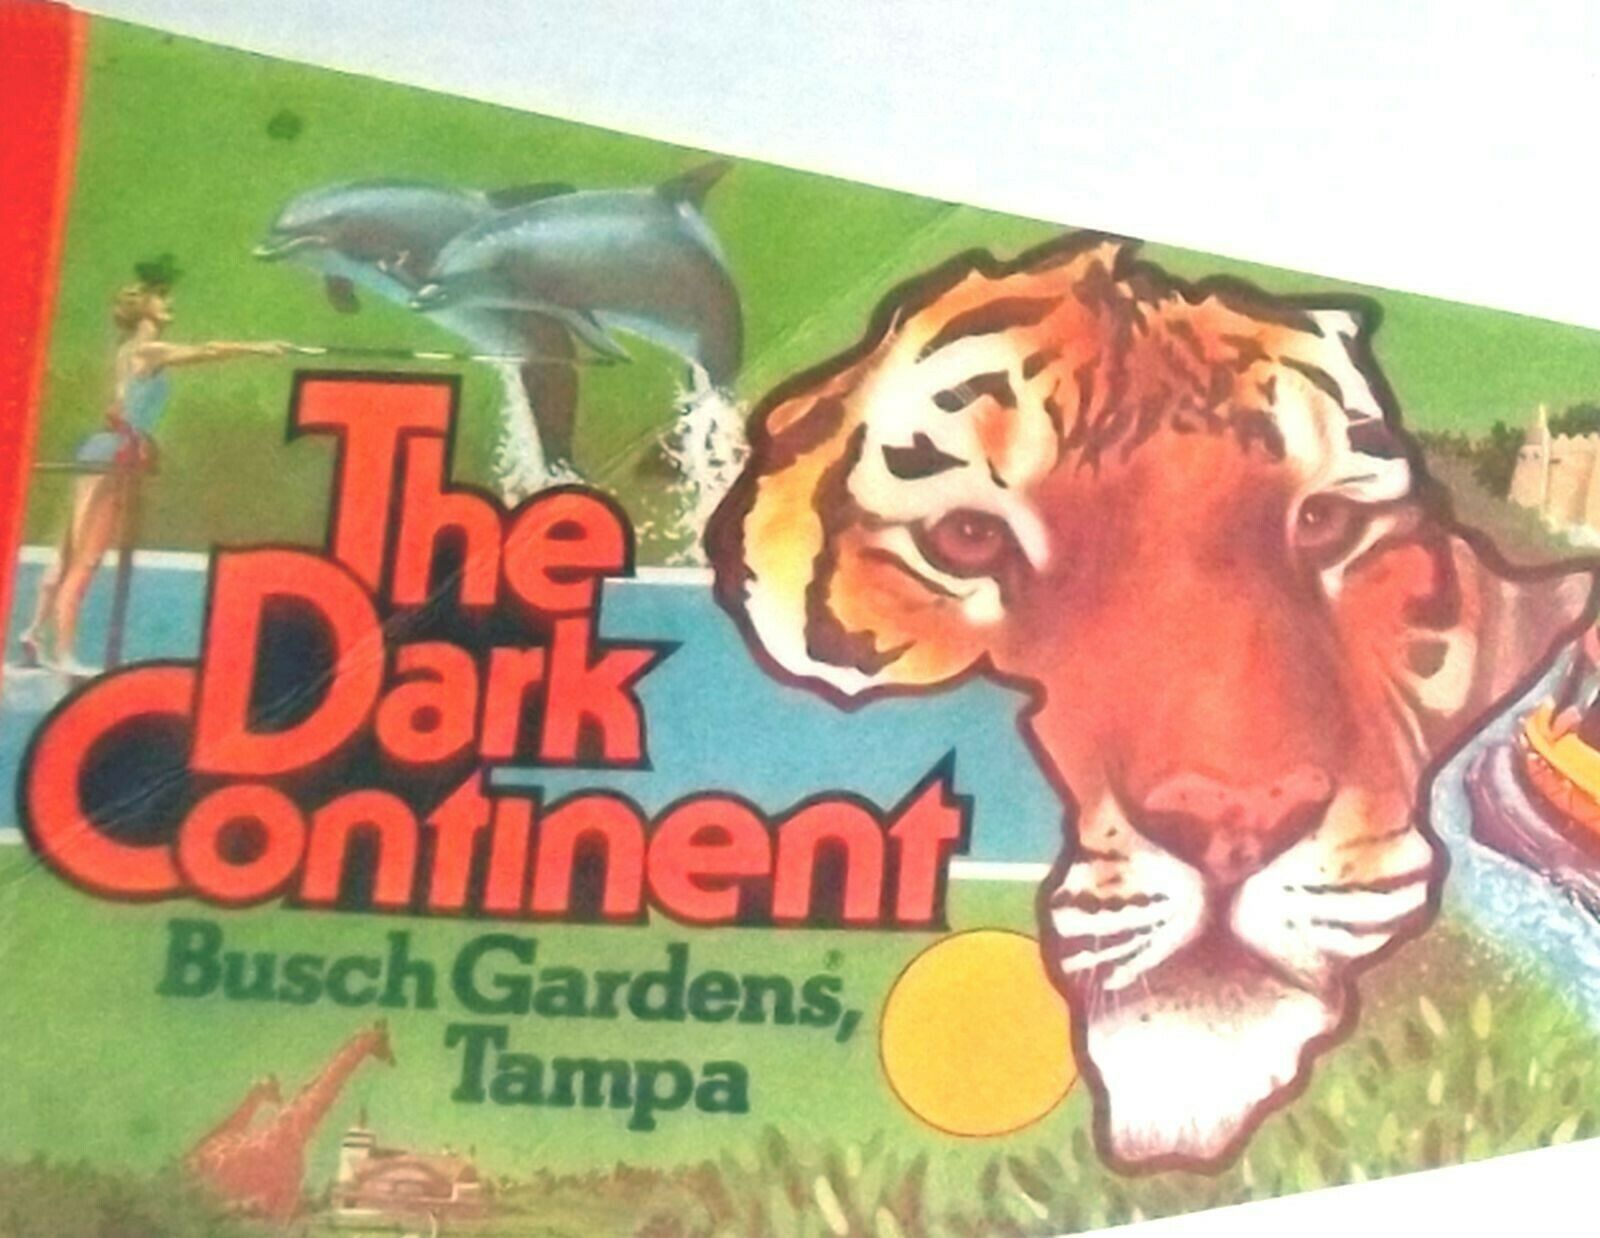 The
Dark
Continent
Busch Gardens®,
Tampa